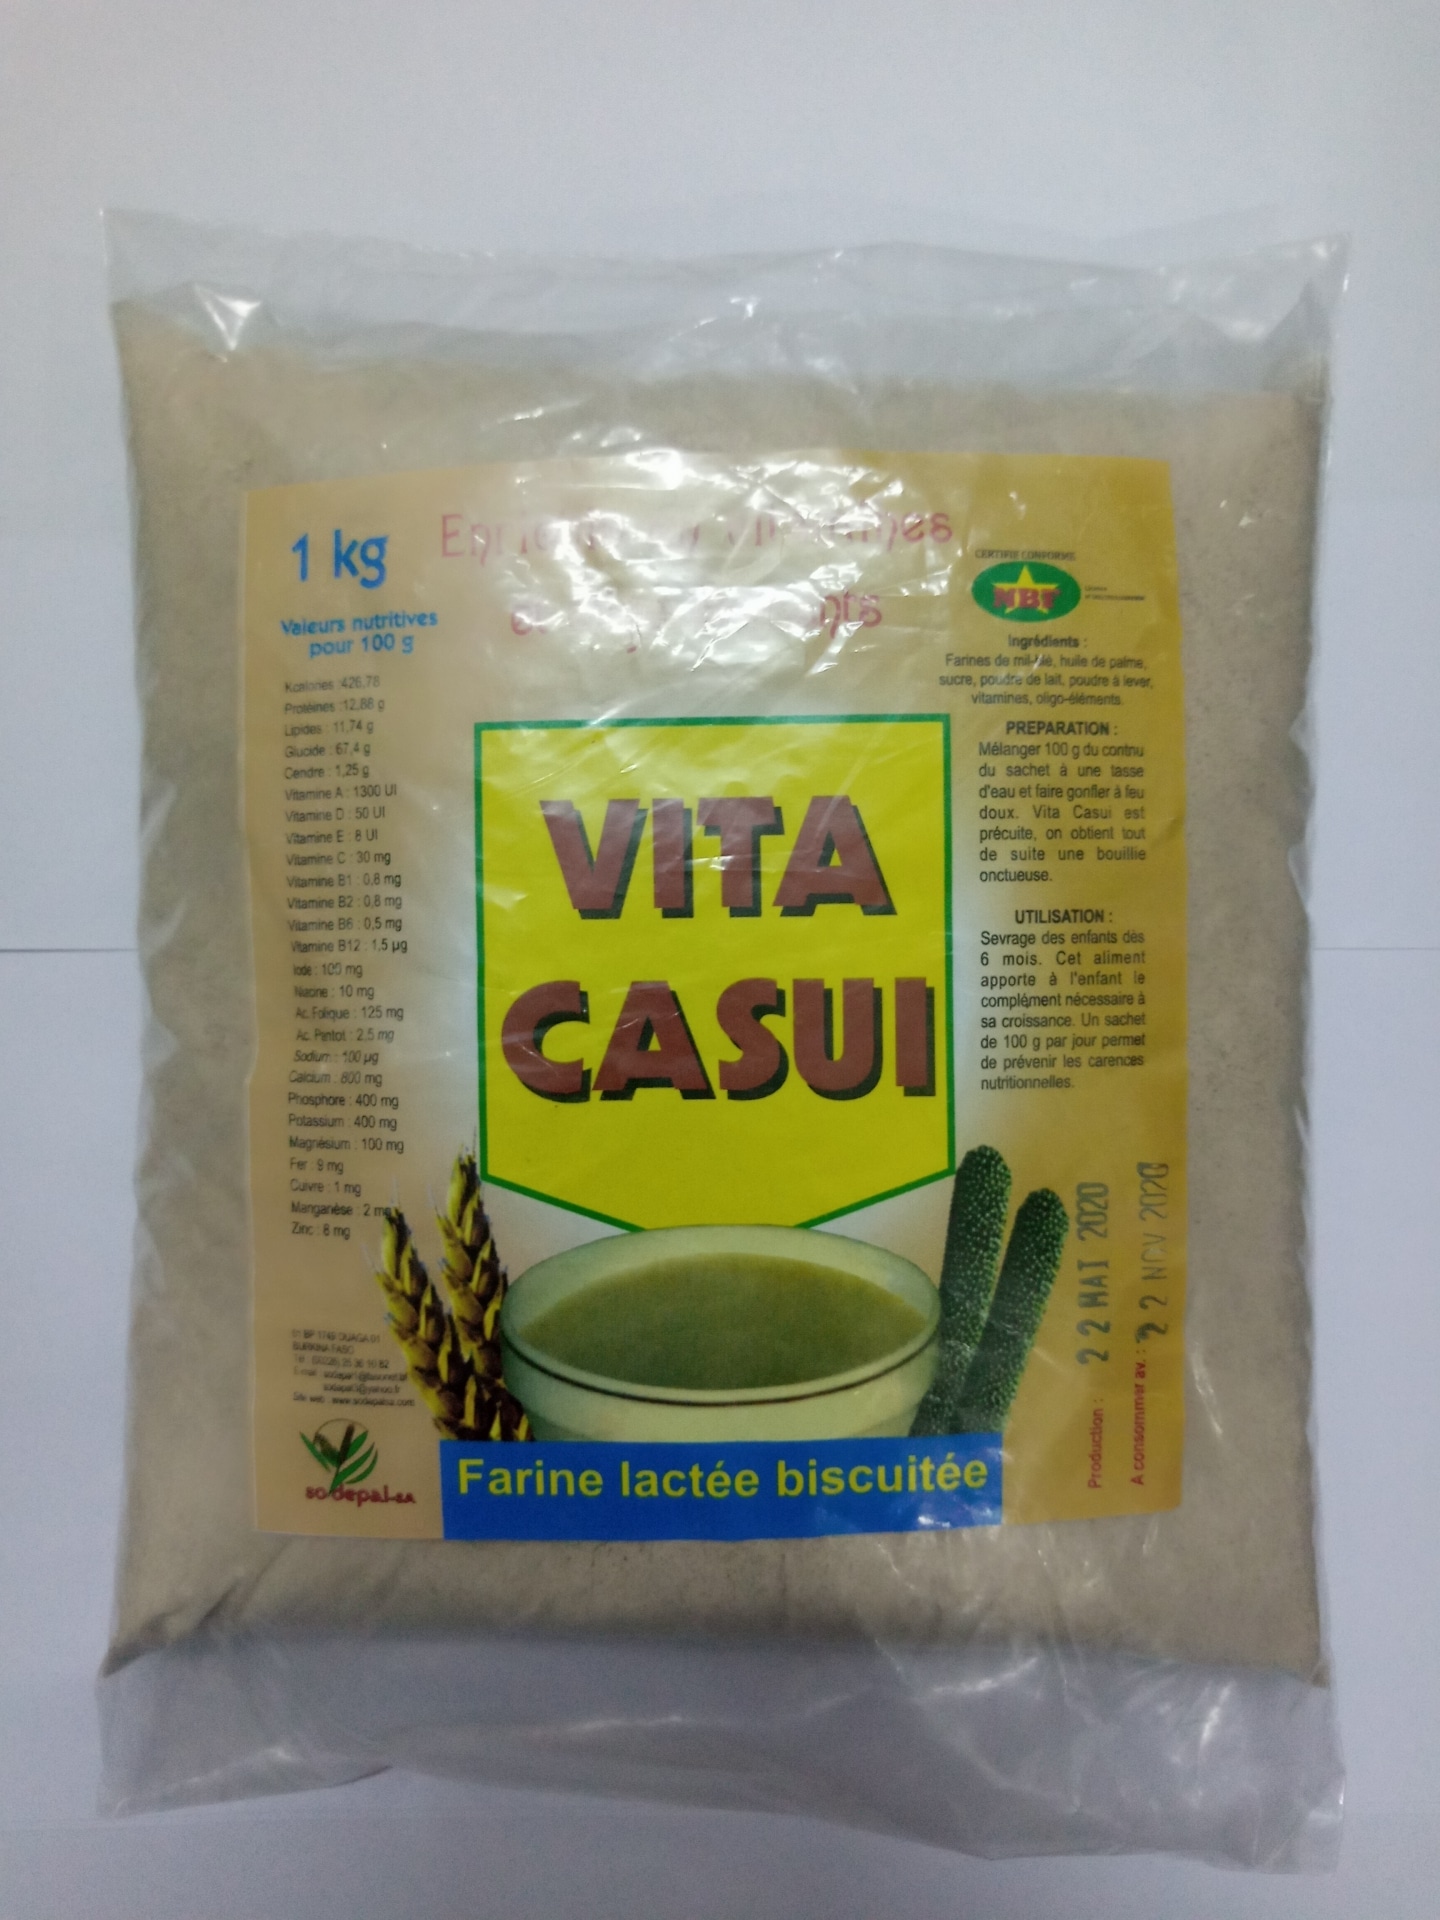 1 kg
Valeurs nutritives
pour 100 g
Kcalories :426,78
Protéines :12,88 g
Lipides : 11,74 g
Glucide : 67,4 g
Cendre : 1,25 g
Vitamine A : 1300 UI
Vitamine D : 50 UI
Vitamine E : 8 UI
Vitamine C : 30 mg
Vitamine B1 : 0,8 mg
Vitamine B2 : 0,8 mg
Vitamine B6 : 0,5 mg
Vitamine B12 : 1,5 µg
Iode : 100 mg
Niacine : 10 mg
Ac. Folique : 125 mg
Ac. Pantot : 2,5 mg
Sodium : 100 µg
Calcium : 800 mg
Phosphore : 400 mg
Potassium : 400 mg
Magnésium : 100 mg
Fer : 9 mg
Cuivre : 1 mg
Manganèse : 2 mg
Zinc : 8 mg
01 BP 1749 OUAGA 01
BURKINA FASO
sodepal-SA
VITA
CASUI
Farine lactée biscuitée
CERTIFIE CONFORME
NBF
Ingrédients :
Farines de mil-blé, huile de palme,
sucre, poudre de lait, poudre à lever,
vitamines, oligo-éléments.
PREPARATION :
Mélanger 100 g du contnu
du sachet à une tasse
d'eau et faire gonfler à feu
doux. Vita Casui est
précuite, on obtient tout
de suite une bouillie
onctueuse.
UTILISATION :
Sevrage des enfants dès
6 mois. Cet aliment
apporte à l'enfant le
complément nécessaire à
sa croissance. Un sachet
de 100 g par jour permet
de prévenir les carences
nutritionnelles.
Production : 22 MAI 2020
A consommer av. : 22 NOV 2020